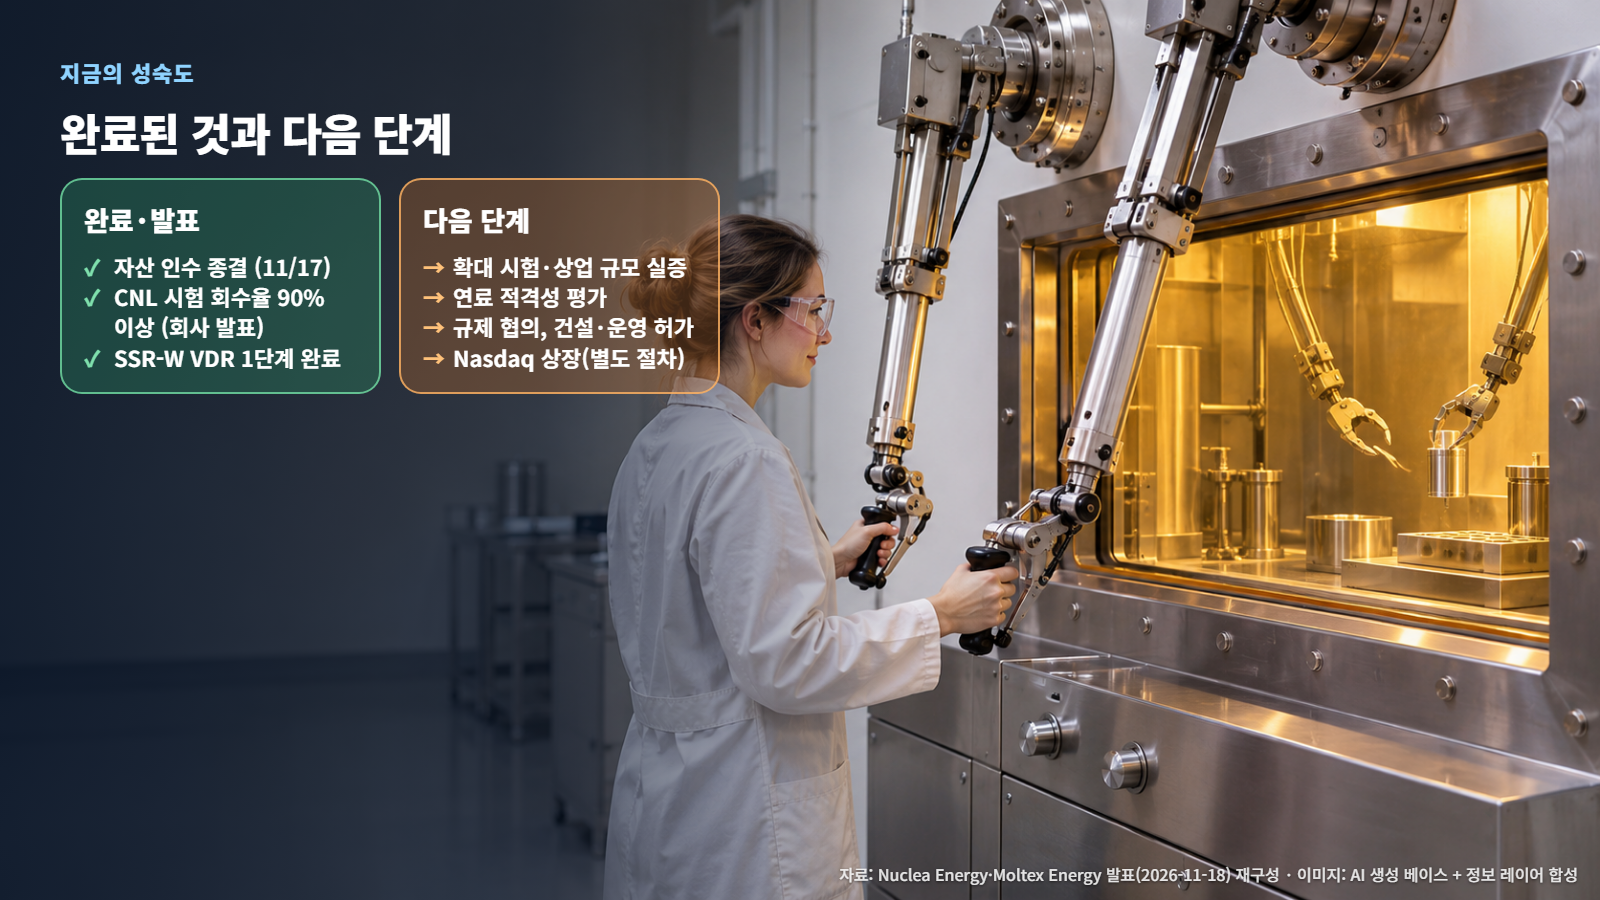 지금의 성숙도
완료된 것과 다음 단계
완료·발표
✓ 자산 인수 종결 (11/17)
✓ CNL 시험 회수율 90%
이상 (회사 발표)
✓ SSR-W VDR 1단계 완료
다음 단계
→ 확대 시험·상업 규모 실증
→ 연료 적격성 평가
→ 규제 협의, 건설·운영 허가
→ Nasdaq 상장(별도 절차)
자료: Nuclea Energy·Moltex Energy 발표(2026-11-18) 재구성 · 이미지: AI 생성 베이스 + 정보 레이어 합성